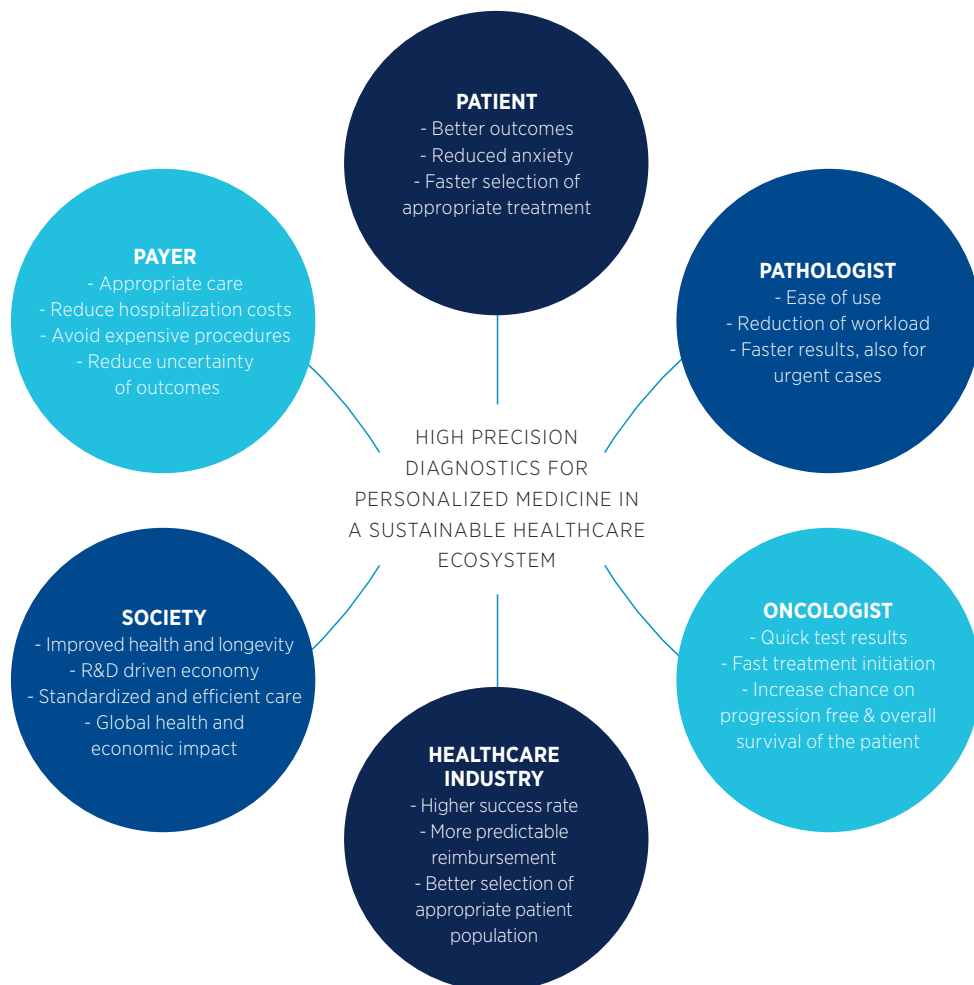 PATIENT
- Better outcomes
- Reduced anxiety
- Faster selection of
appropriate treatment
PAYER
- Appropriate care
- Reduce hospitalization costs
- Avoid expensive procedures
- Reduce uncertainty
of outcomes
PATHOLOGIST
- Ease of use
- Reduction of workload
- Faster results, also for
urgent cases
HIGH PRECISION
DIAGNOSTICS FOR
PERSONALIZED MEDICINE IN
A SUSTAINABLE HEALTHCARE
ECOSYSTEM
SOCIETY
- Improved health and longevity
- R&D driven economy
- Standardized and efficient care
- Global health and
economic impact
ONCOLOGIST
- Quick test results
- Fast treatment initiation
- Increase chance on
progression free & overall
survival of the patient
HEALTHCARE
INDUSTRY
- Higher success rate
- More predictable
reimbursement
- Better selection of
appropriate patient
population